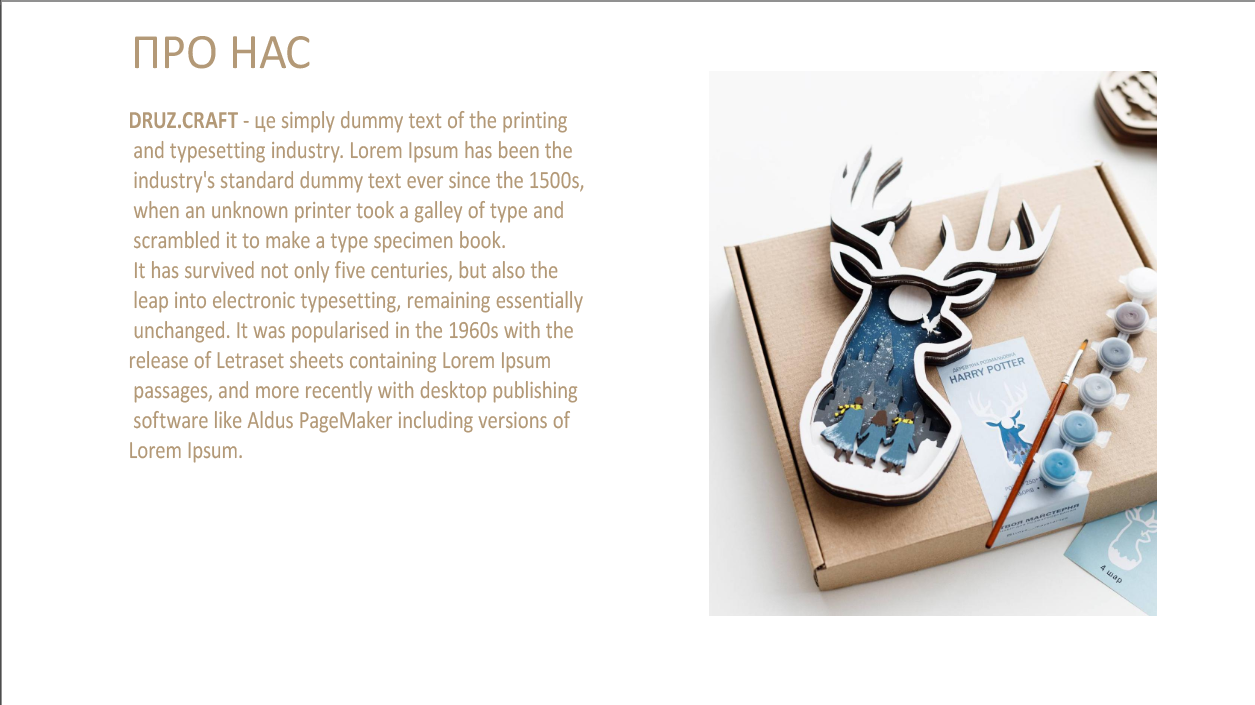 ПРО НАС
DRUZ.CRAFT - це simply dummy text of the printing
and typesetting industry. Lorem Ipsum has been the
industry's standard dummy text ever since the 1500s,
when an unknown printer took a galley of type and
scrambled it to make a type specimen book.
It has survived not only five centuries, but also the
leap into electronic typesetting, remaining essentially
unchanged. It was popularised in the 1960s with the
release of Letraset sheets containing Lorem Ipsum
passages, and more recently with desktop publishing
software like Aldus PageMaker including versions of
Lorem Ipsum.
ДЕРЕВ'ЯНА РОЗМАЛЬОВКА
HARRY POTTER
ТВОЯ МАЙСТЕРНЯ
4 шар